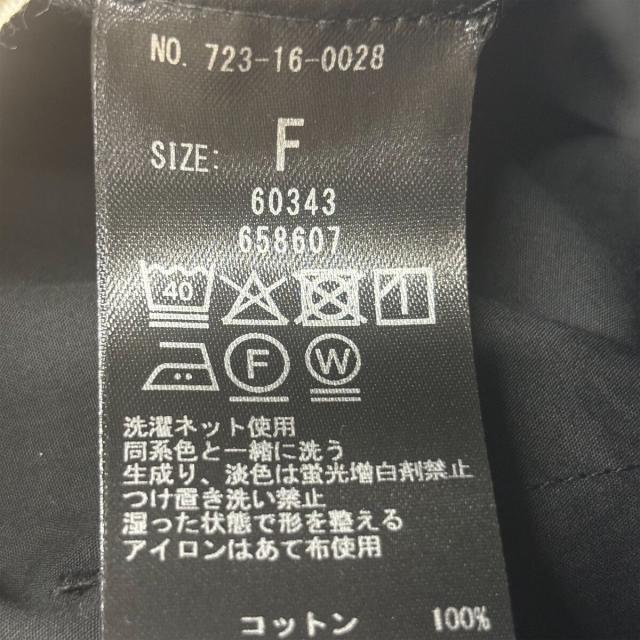 NO. 723-16-0028
SIZE: F
60343
658607
40
F W
洗濯ネット使用
同系色と一緒に洗う
生成り、淡色は蛍光増白剤禁止
つけ置き洗い禁止
湿った状態で形を整える
アイロンはあて布使用
コットン 100%